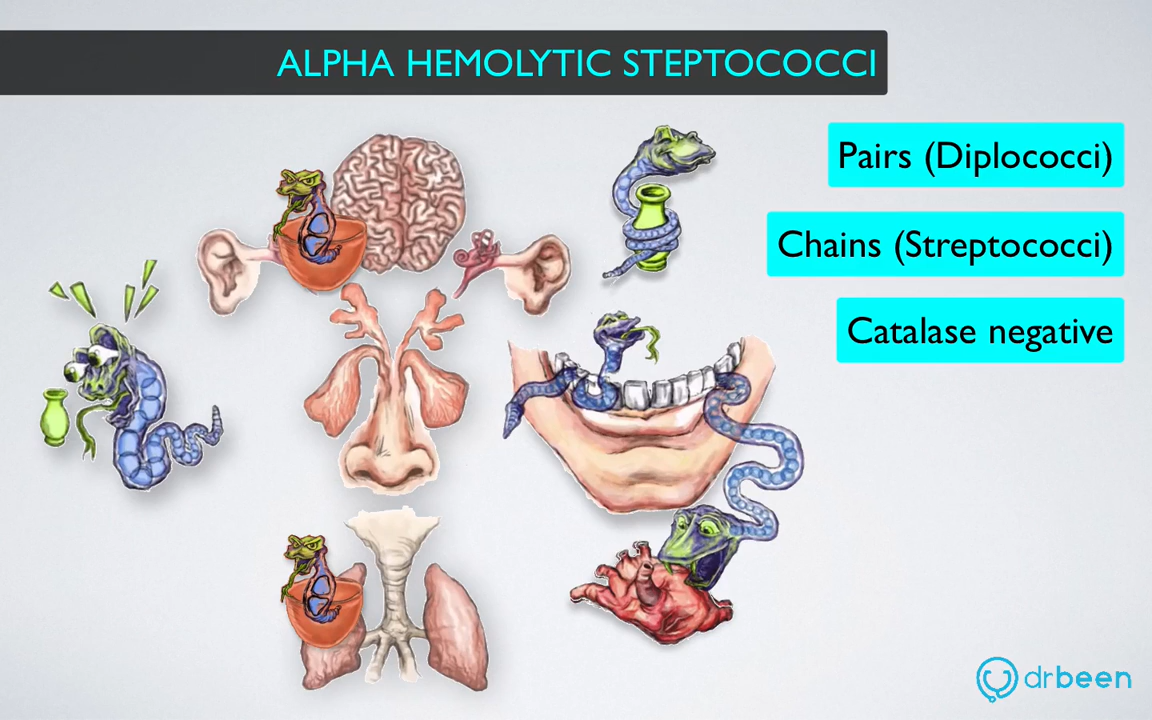 ALPHA HEMOLYTIC STEPTOCOCCI
Pairs (Diplococci)
Chains (Streptococci)
Catalase negative
drbeen